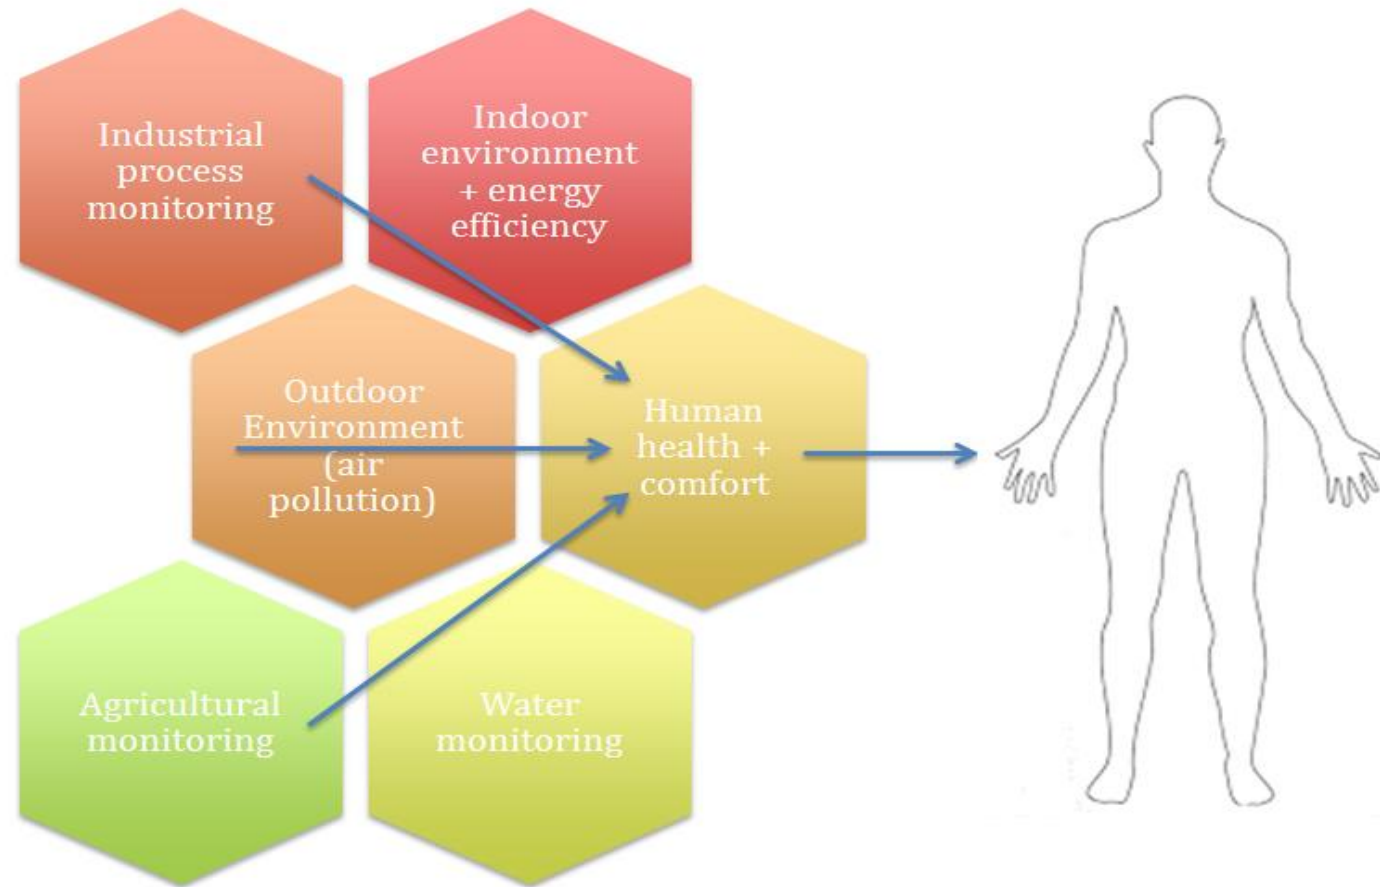 Industrial
process
monitoring
Indoor
environment
+ energy
efficiency
Outdoor
Environment
(air
pollution)
Human
health +
comfort
Agricultural
monitoring
Water
monitoring